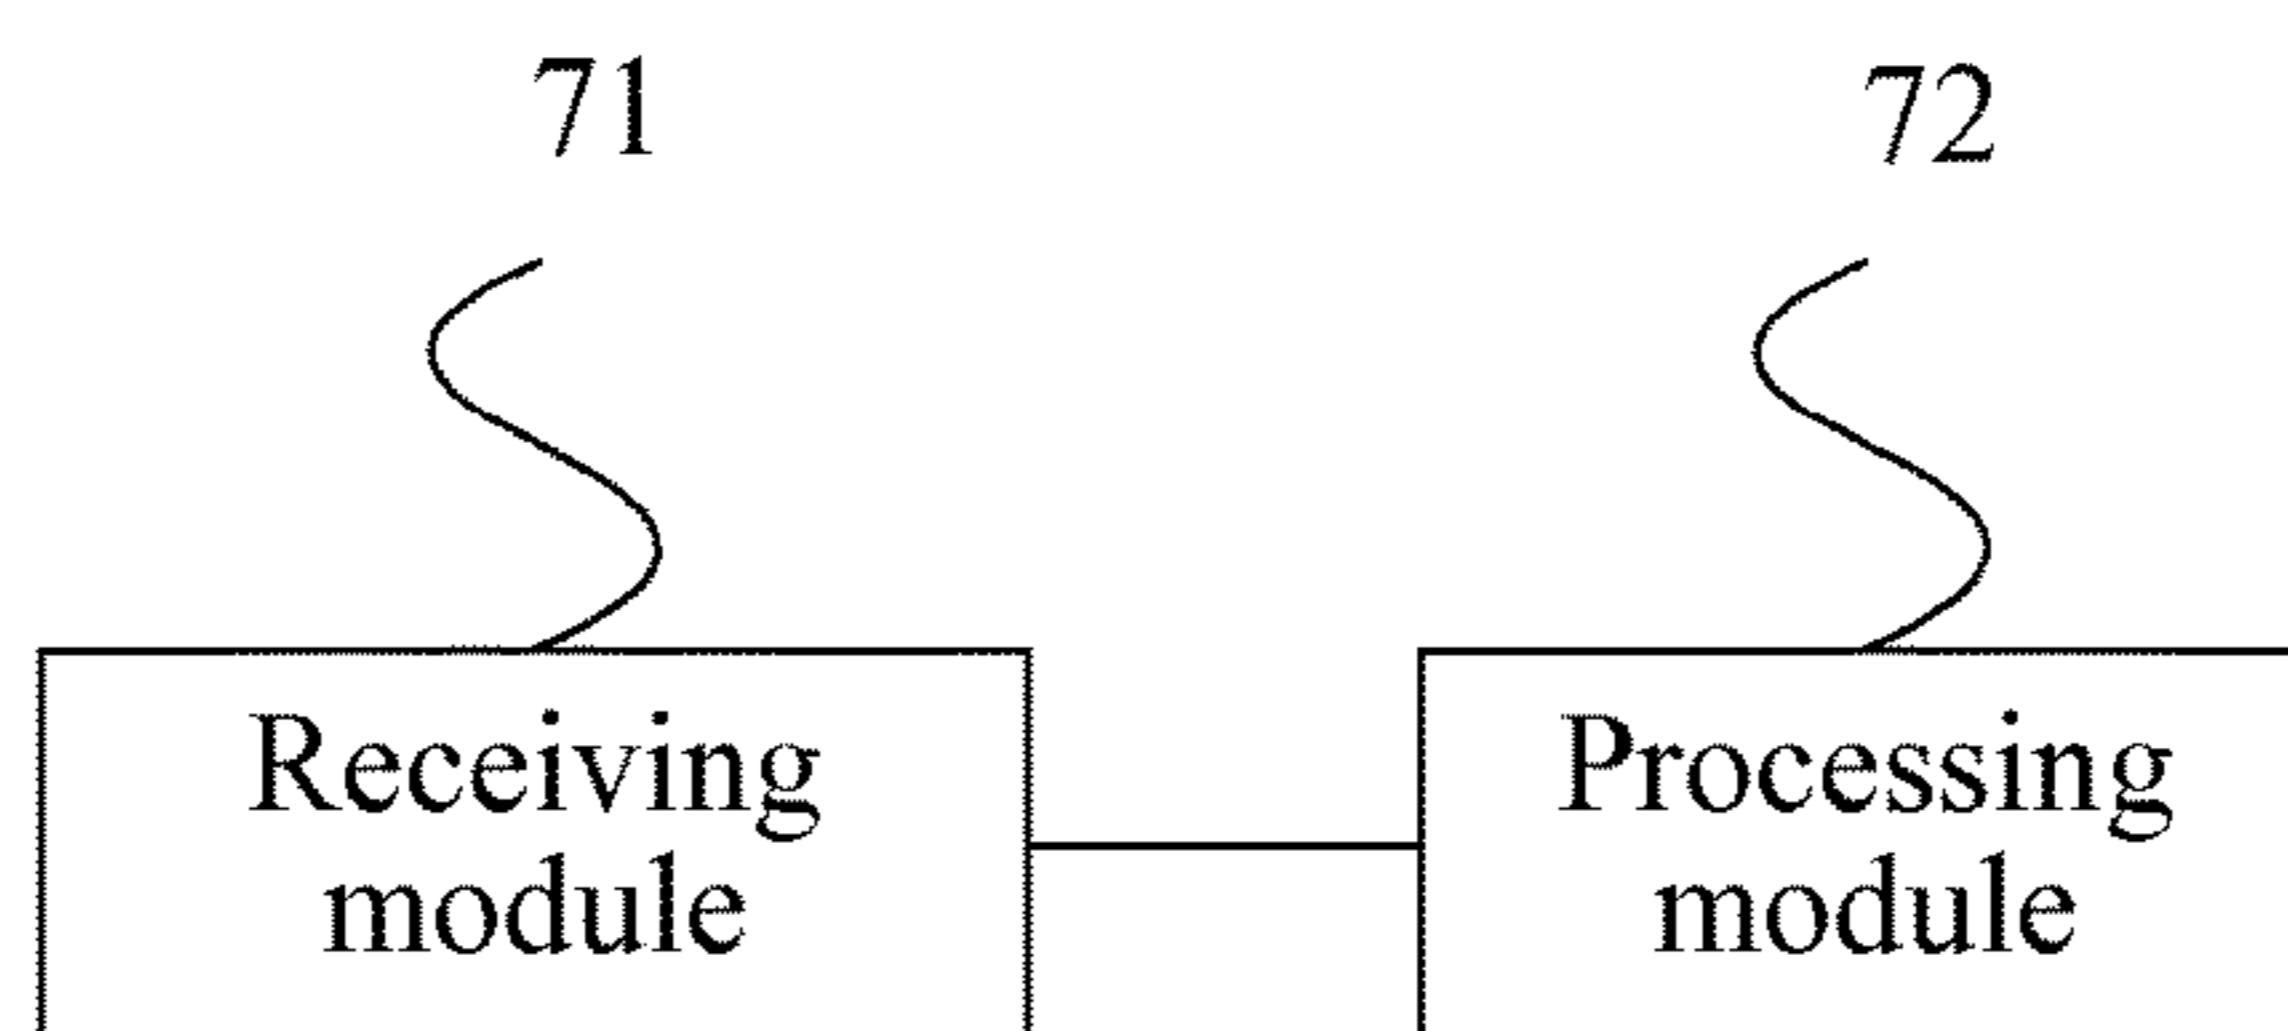 71
72
Receiving
module
Processing
module